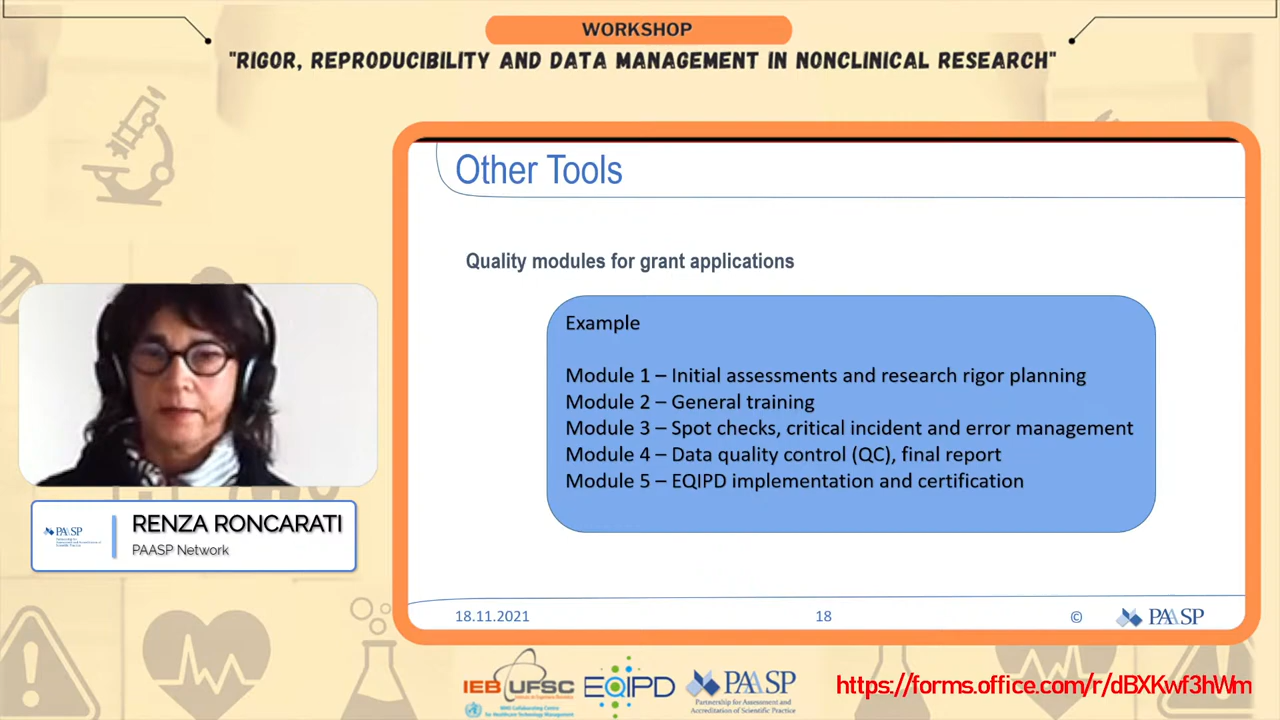 WORKSHOP
"RIGOR, REPRODUCIBILITY AND DATA MANAGEMENT IN NONCLINICAL RESEARCH"
Other Tools
Quality modules for grant applications
Example
Module 1 – Initial assessments and research rigor planning
Module 2 – General training
Module 3 – Spot checks, critical incident and error management
Module 4 – Data quality control (QC), final report
Module 5 – EQIPD implementation and certification
18.11.2021
18
©
PAASP
PAASP
RENZA RONCARATI
PAASP Network
IEB UFSC
EQIPD
PAASP
Partnership for Assessment and
Accreditation of Scientific Practice
https://forms.office.com/r/dBXKwf3hWm